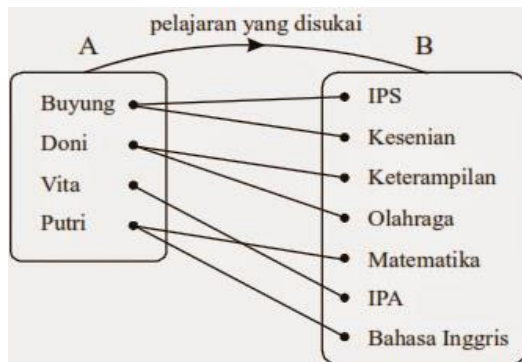 pelajaran yang disukai
A
B
Buyung
Doni
Vita
Putri
IPS
Kesenian
Keterampilan
Olahraga
Matematika
IPA
Bahasa Inggris